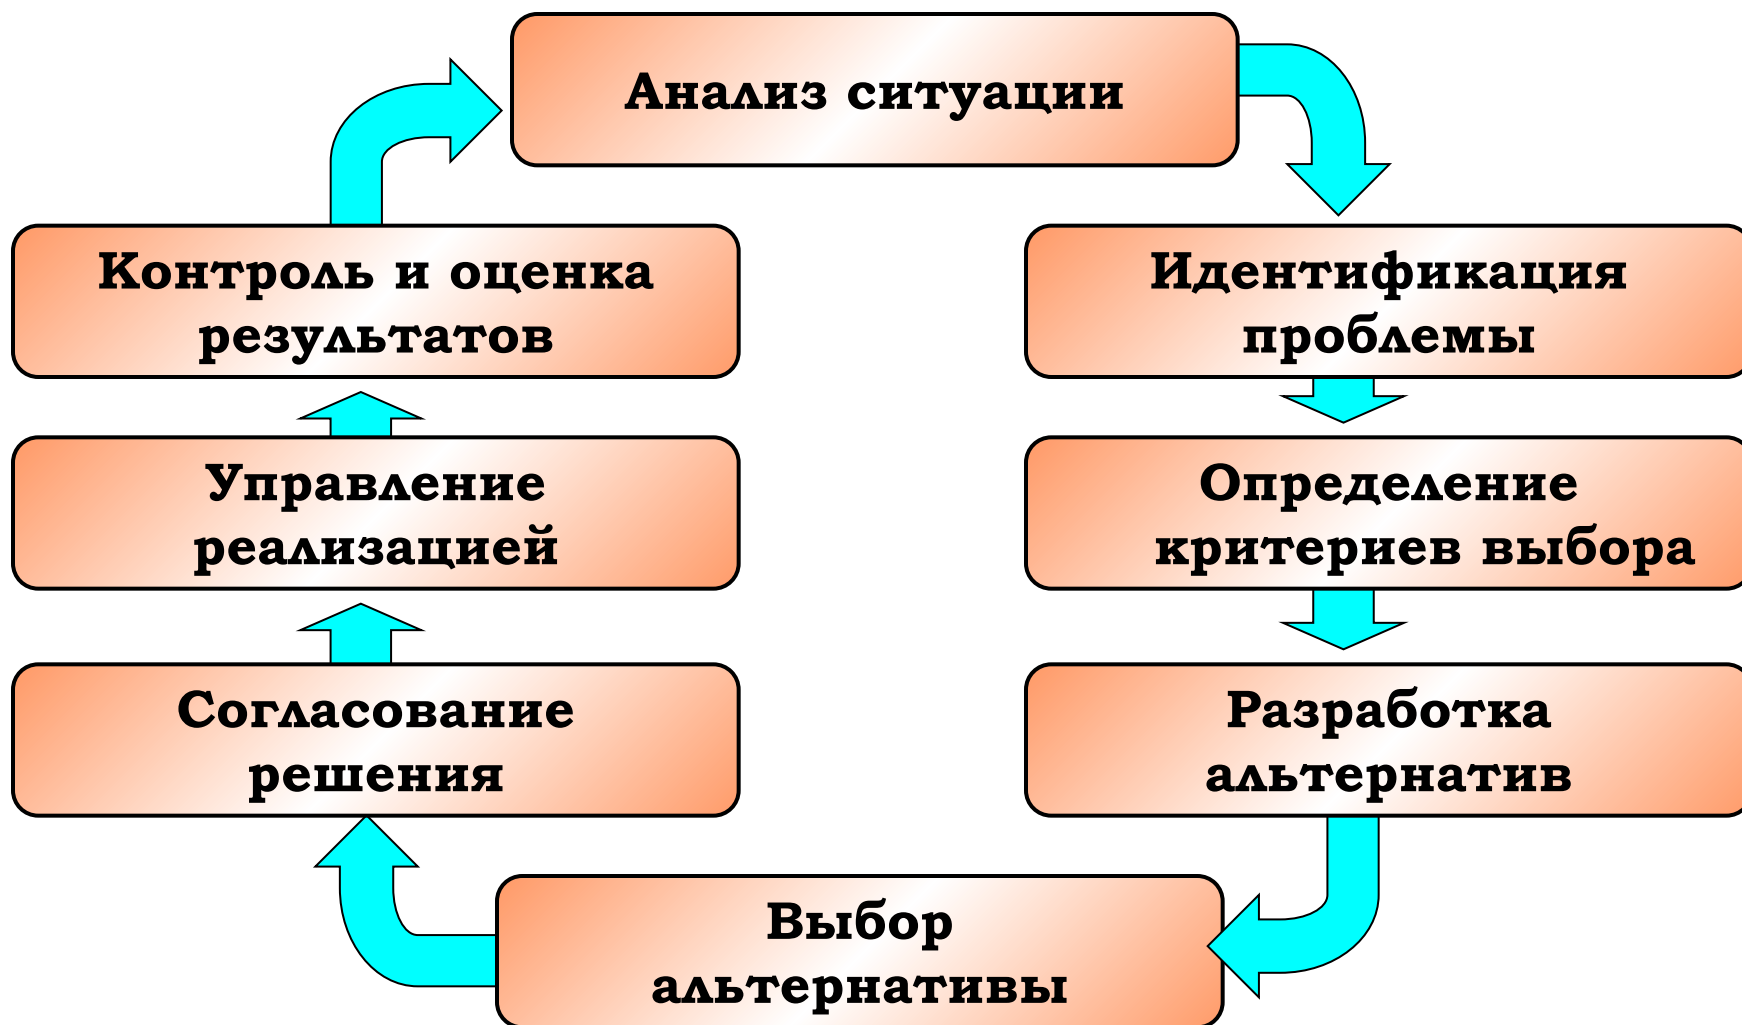 Анализ ситуации
Контроль и оценка
результатов
Идентификация
проблемы
Управление
реализацией
Определение
критериев выбора
Согласование
решения
Разработка
альтернатив
Выбор
альтернативы